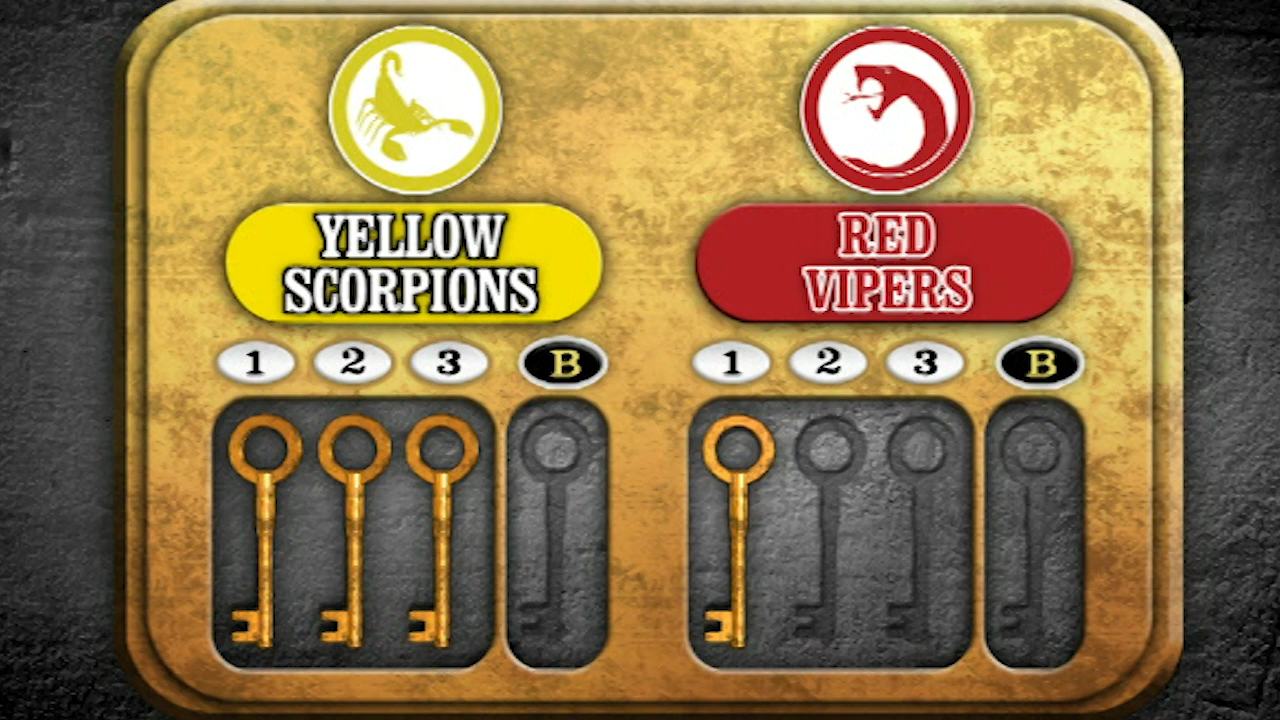 YELLOW
SCORPIONS
RED
VIPERS
1 2 3 B
1 2 3 B